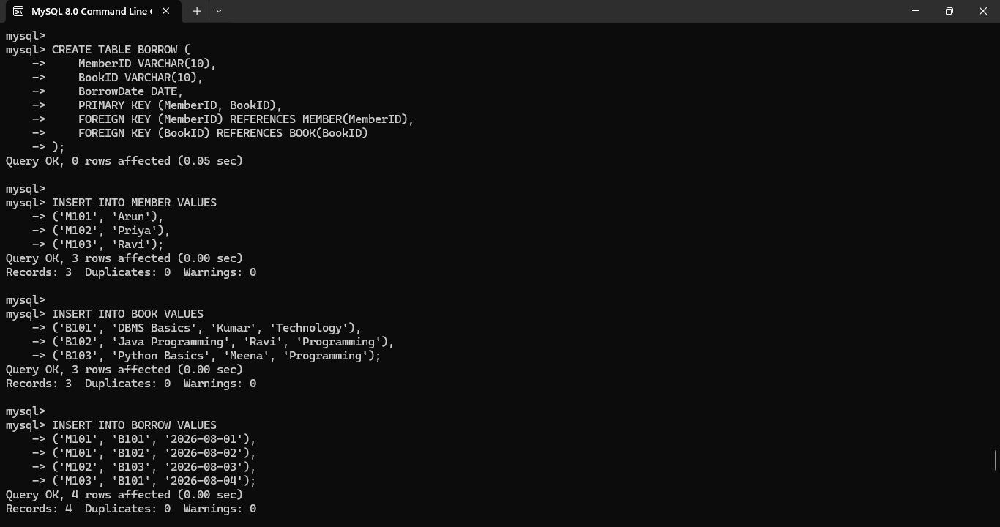 MySQL 8.0 Command Line
mysql>
mysql> CREATE TABLE BORROW (
    ->     MemberID VARCHAR(10),
    ->     BookID VARCHAR(10),
    ->     BorrowDate DATE,
    ->     PRIMARY KEY (MemberID, BookID),
    ->     FOREIGN KEY (MemberID) REFERENCES MEMBER(MemberID),
    ->     FOREIGN KEY (BookID) REFERENCES BOOK(BookID)
    -> );
Query OK, 0 rows affected (0.05 sec)
mysql>
mysql> INSERT INTO MEMBER VALUES
    -> ('M101', 'Arun'),
    -> ('M102', 'Priya'),
    -> ('M103', 'Ravi');
Query OK, 3 rows affected (0.00 sec)
Records: 3  Duplicates: 0  Warnings: 0
mysql>
mysql> INSERT INTO BOOK VALUES
    -> ('B101', 'DBMS Basics', 'Kumar', 'Technology'),
    -> ('B102', 'Java Programming', 'Ravi', 'Programming'),
    -> ('B103', 'Python Basics', 'Meena', 'Programming');
Query OK, 3 rows affected (0.00 sec)
Records: 3  Duplicates: 0  Warnings: 0
mysql>
mysql> INSERT INTO BORROW VALUES
    -> ('M101', 'B101', '2026-08-01'),
    -> ('M101', 'B102', '2026-08-02'),
    -> ('M102', 'B103', '2026-08-03'),
    -> ('M103', 'B101', '2026-08-04');
Query OK, 4 rows affected (0.00 sec)
Records: 4  Duplicates: 0  Warnings: 0